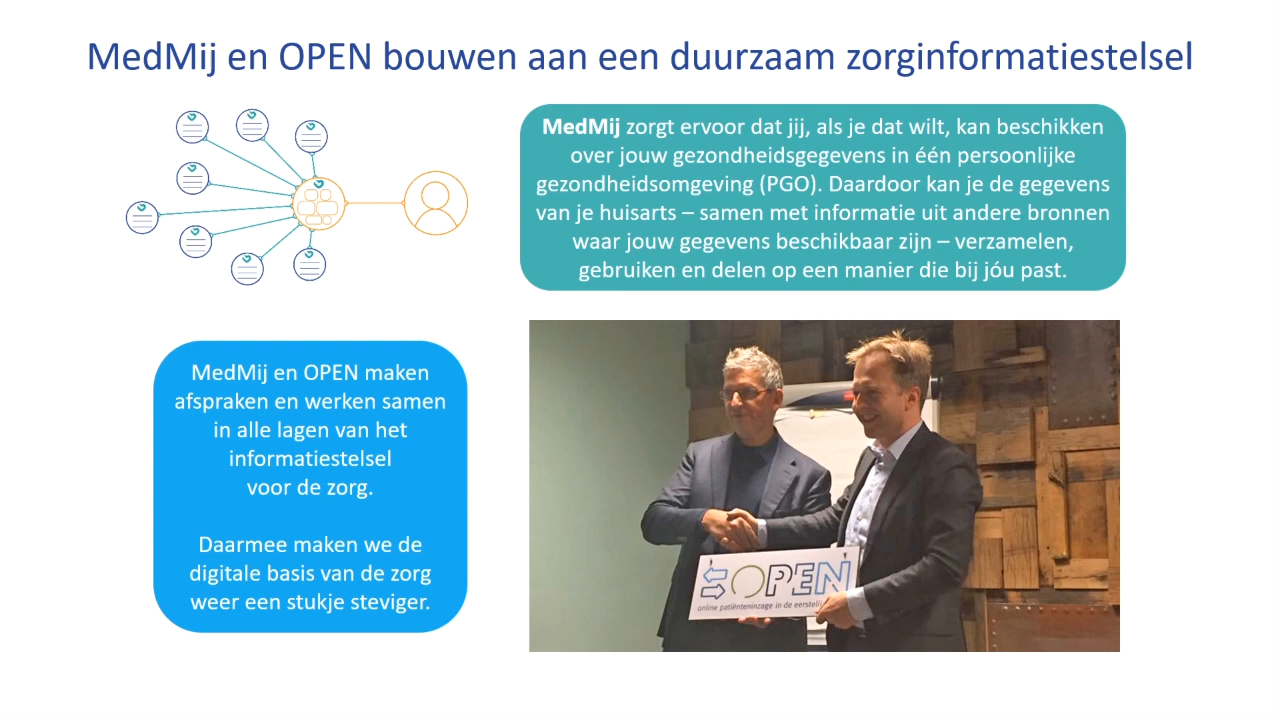 MedMij en OPEN bouwen aan een duurzaam zorginformatiestelsel
MedMij zorgt ervoor dat jij, als je dat wilt, kan beschikken
over jouw gezondheidsgegevens in één persoonlijke
gezondheidsomgeving (PGO). Daardoor kan je de gegevens
van je huisarts – samen met informatie uit andere bronnen
waar jouw gegevens beschikbaar zijn – verzamelen,
gebruiken en delen op een manier die bij jóu past.
MedMij en OPEN maken
afspraken en werken samen
in alle lagen van het
informatiestelsel
voor de zorg.
Daarmee maken we de
digitale basis van de zorg
weer een stukje steviger.
OPEN
online patiënteninzage in de